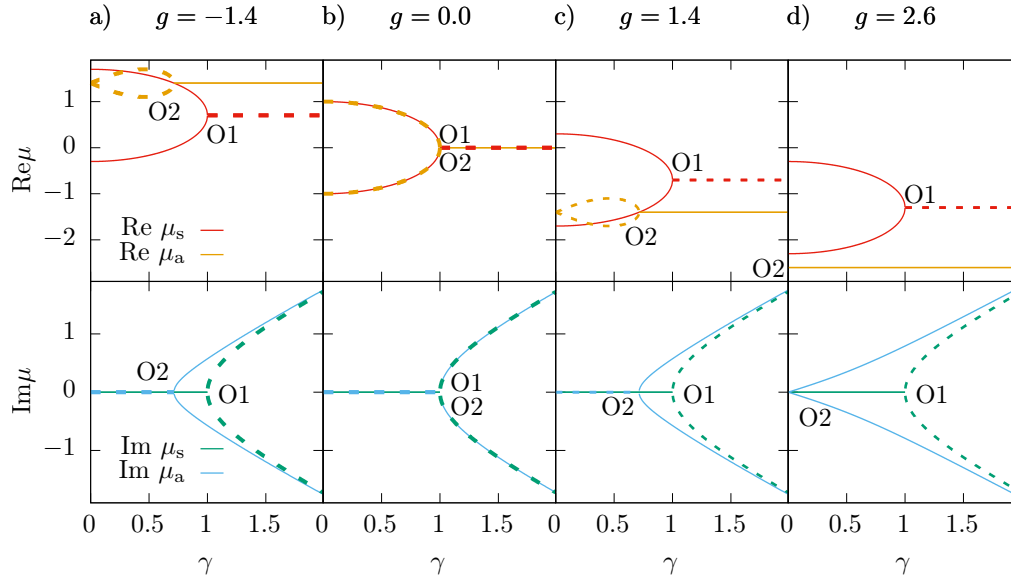 a) g = −1.4 b) g = 0.0 c) g = 1.4 d) g = 2.6
Reμ
1
0
−1
−2
O2
O1
Re μs
Re μa
O1
O2
O1
O2
O1
O2
Imμ
1
0
−1
O2
O1
Im μs
Im μa
O1
O2
O2
O1
O2
O1
0 0.5 1 1.5 0 0.5 1 1.5 0 0.5 1 1.5 0 0.5 1 1.5
γ γ γ γ